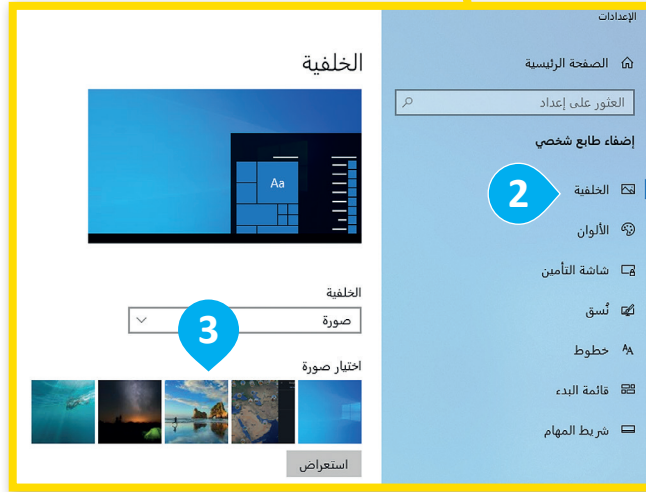 الإعدادات
الصفحة الرئيسية
العثور على إعداد
إضفاء طابع شخصي
الخلفية
2
الألوان
شاشة التأمين
نُسق
خطوط
قائمة البدء
شريط المهام
الخلفية
Aa
الخلفية
صورة
3
اختيار صورة
استعراض